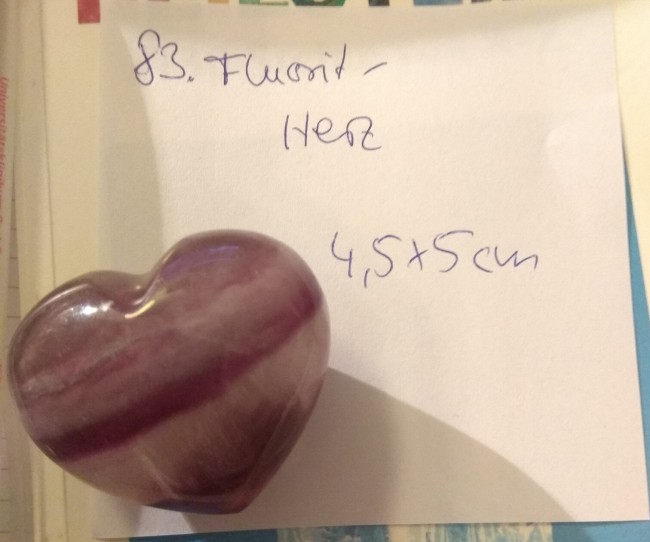 83. Fluorit-
Herz
4,5x5cm